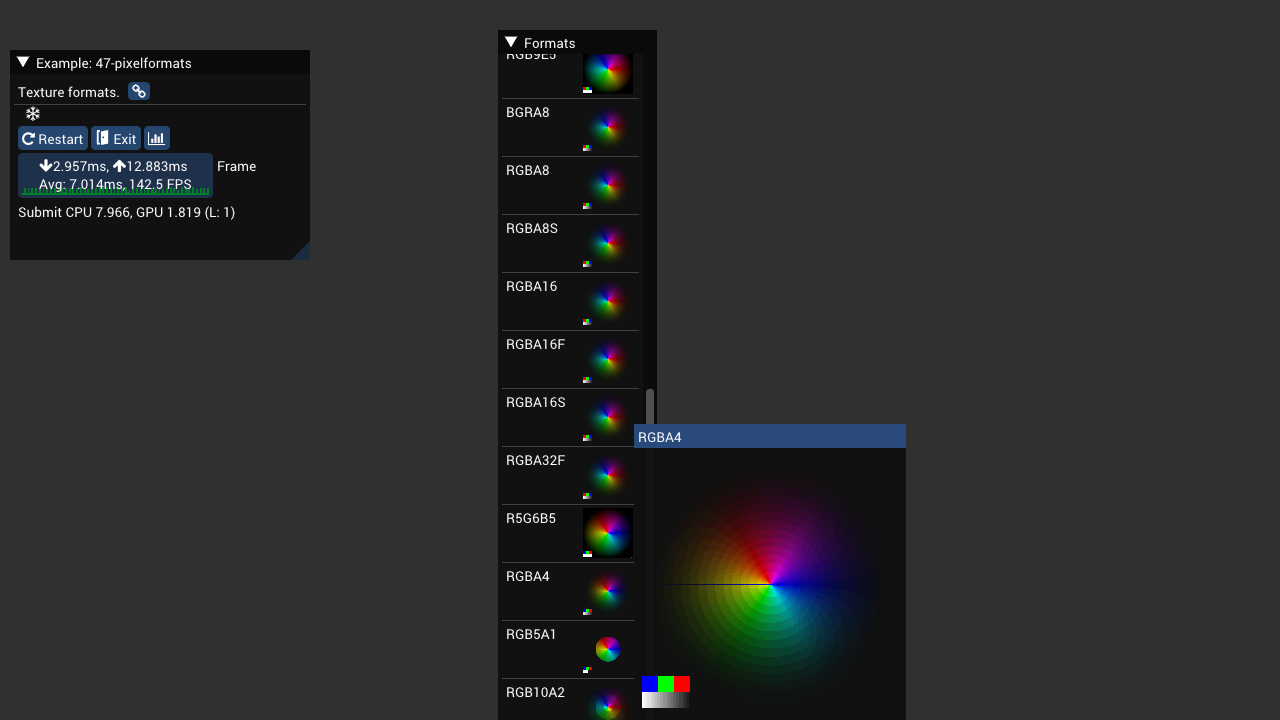 Example: 47-pixelformats
Texture formats.
Restart
Exit
2.957ms, 12.883ms
Avg: 7.014ms, 142.5 FPS
Frame
Submit CPU 7.966, GPU 1.819 (L: 1)
Formats
RGB9E5
BGRA8
RGBA8
RGBA8S
RGBA16
RGBA16F
RGBA16S
RGBA32F
R5G6B5
RGBA4
RGB5A1
RGB10A2
RGBA4